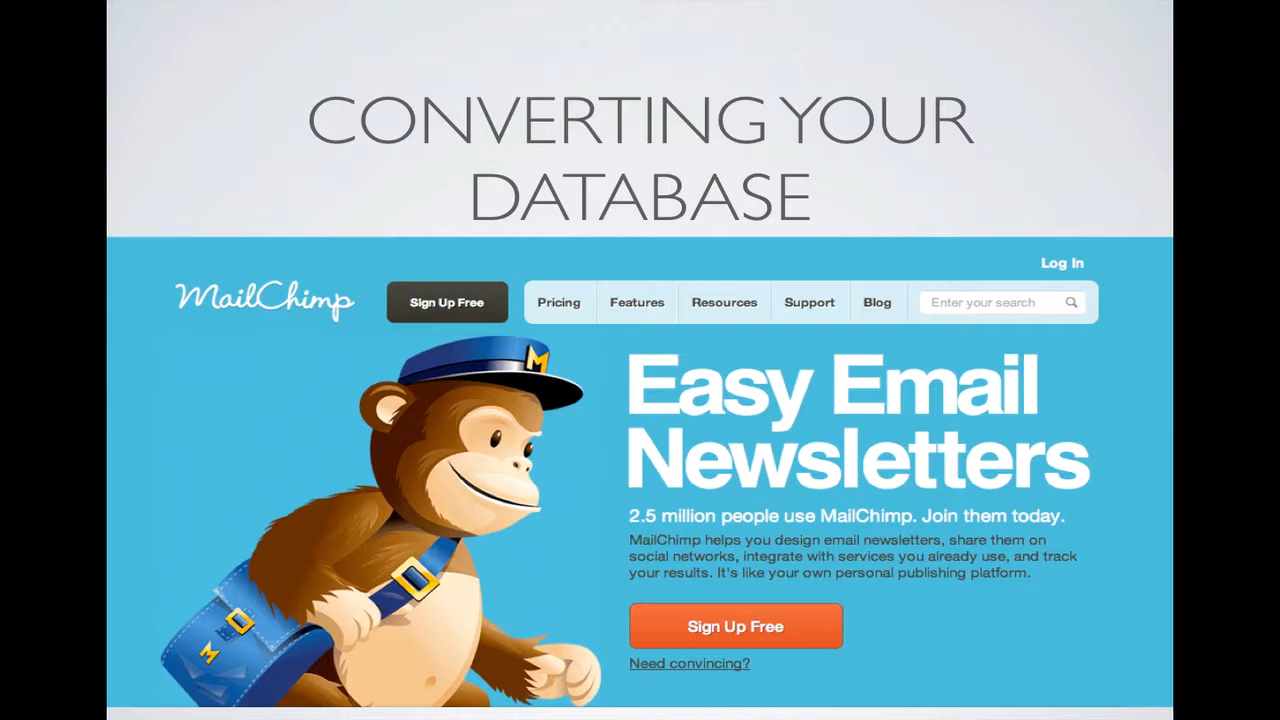 CONVERTING YOUR
DATABASE
Log In
MailChimp
Sign Up Free
Pricing
Features
Resources
Support
Blog
Enter your search
M
Easy Email
Newsletters
2.5 million people use MailChimp. Join them today.
MailChimp helps you design email newsletters, share them on
social networks, integrate with services you already use, and track
your results. It's like your own personal publishing platform.
M
Sign Up Free
Need convincing?